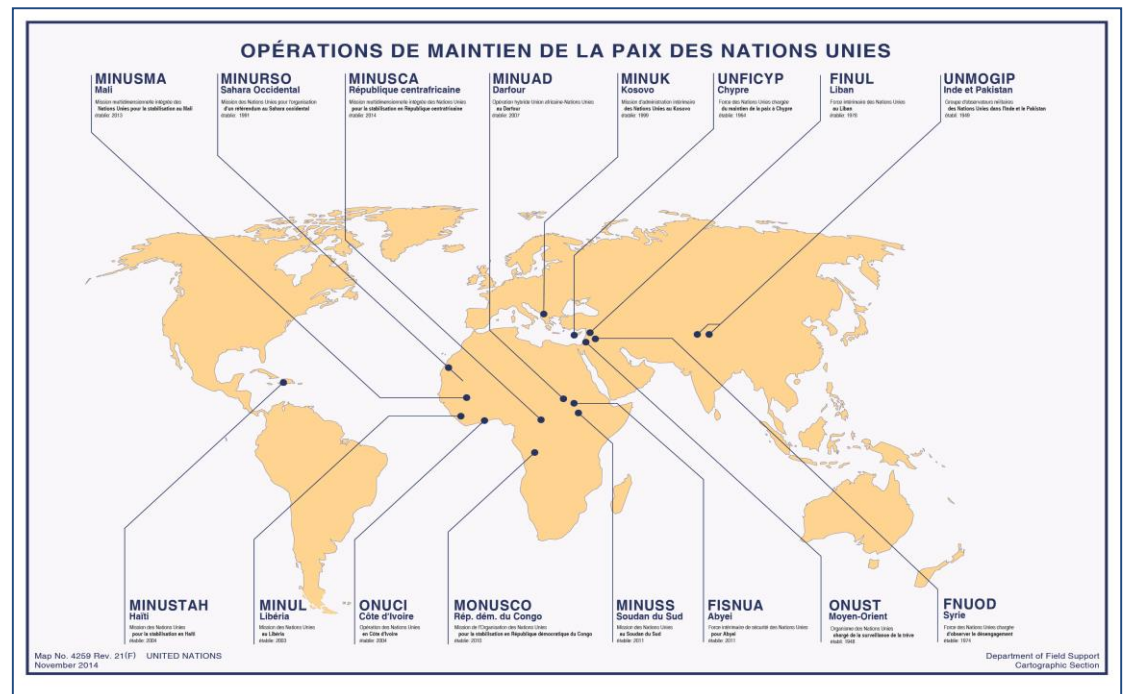 OPÉRATIONS DE MAINTIEN DE LA PAIX DES NATIONS UNIES
MINUSMA
Mali
Mission multidimensionnelle intégrée des
Nations Unies pour la stabilisation au Mali
établie: 2013
MINURSO
Sahara Occidental
Mission des Nations Unies pour l'organisation
d'un référendum au Sahara occidental
établie: 1991
MINUSCA
République centrafricaine
Mission multidimensionnelle intégrée des Nations Unies
pour la stabilisation en République centrafricaine
établie: 2014
MINUAD
Darfour
Opération hybride Union africaine-Nations Unies
au Darfour
établie: 2007
MINUK
Kosovo
Mission d'administration intérimaire
des Nations Unies au Kosovo
établie: 1999
UNFICYP
Chypre
Force des Nations Unies chargée
du maintien de la paix à Chypre
établie: 1964
FINUL
Liban
Force intérimaire des Nations Unies
au Liban
établie: 1978
UNMOGIP
Inde et Pakistan
Groupe d'observateurs militaires
des Nations Unies dans l'Inde et le Pakistan
établi: 1949
MINUSTAH
Haïti
Mission des Nations Unies
pour la stabilisation en Haïti
établie: 2004
MINUL
Libéria
Mission des Nations Unies
au Libéria
établie: 2003
ONUCI
Côte d'Ivoire
Opération des Nations Unies
en Côte d'Ivoire
établie: 2004
MONUSCO
Rép. dém. du Congo
Mission de l'Organisation des Nations Unies
pour la stabilisation en République démocratique du Congo
établie: 2010
MINUSS
Soudan du Sud
Mission des Nations Unies
au Soudan du Sud
établie: 2011
FISNUA
Abyei
Force intérimaire de sécurité des Nations Unies
pour Abyei
établie: 2011
ONUST
Moyen-Orient
Organisme des Nations Unies
chargé de la surveillance de la trêve
établie: 1948
FNUOD
Syrie
Force des Nations Unies chargée
d'observer le désengagement
établie: 1974
Map No. 4259 Rev. 21(F) UNITED NATIONS
November 2014
Department of Field Support
Cartographic Section